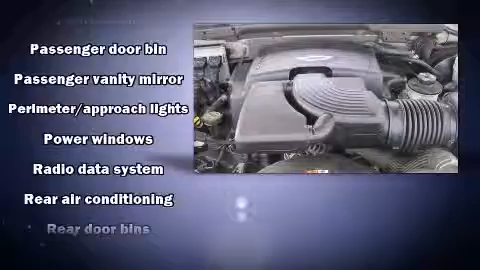 Passenger door bin
Passenger vanity mirror
Perimeter/approach lights
Power windows
Radio data system
Rear air conditioning
Rear door bins